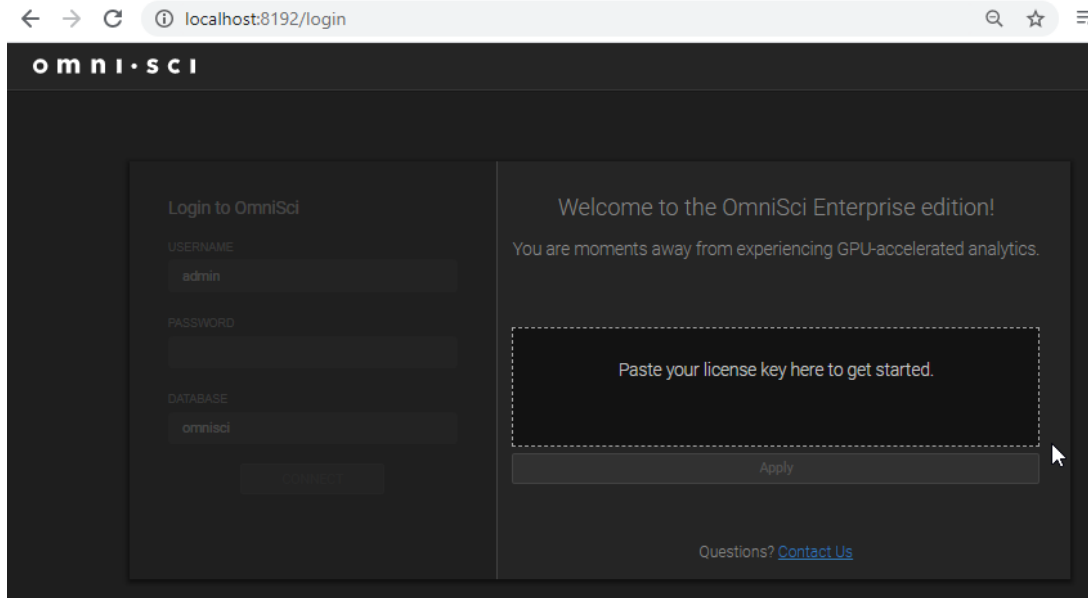 localhost:8192/login
omni·sci
Login to OmniSci
USERNAME
admin
PASSWORD
DATABASE
omnisci
CONNECT
Welcome to the OmniSci Enterprise edition!
You are moments away from experiencing GPU-accelerated analytics.
Paste your license key here to get started.
Apply
Questions? Contact Us